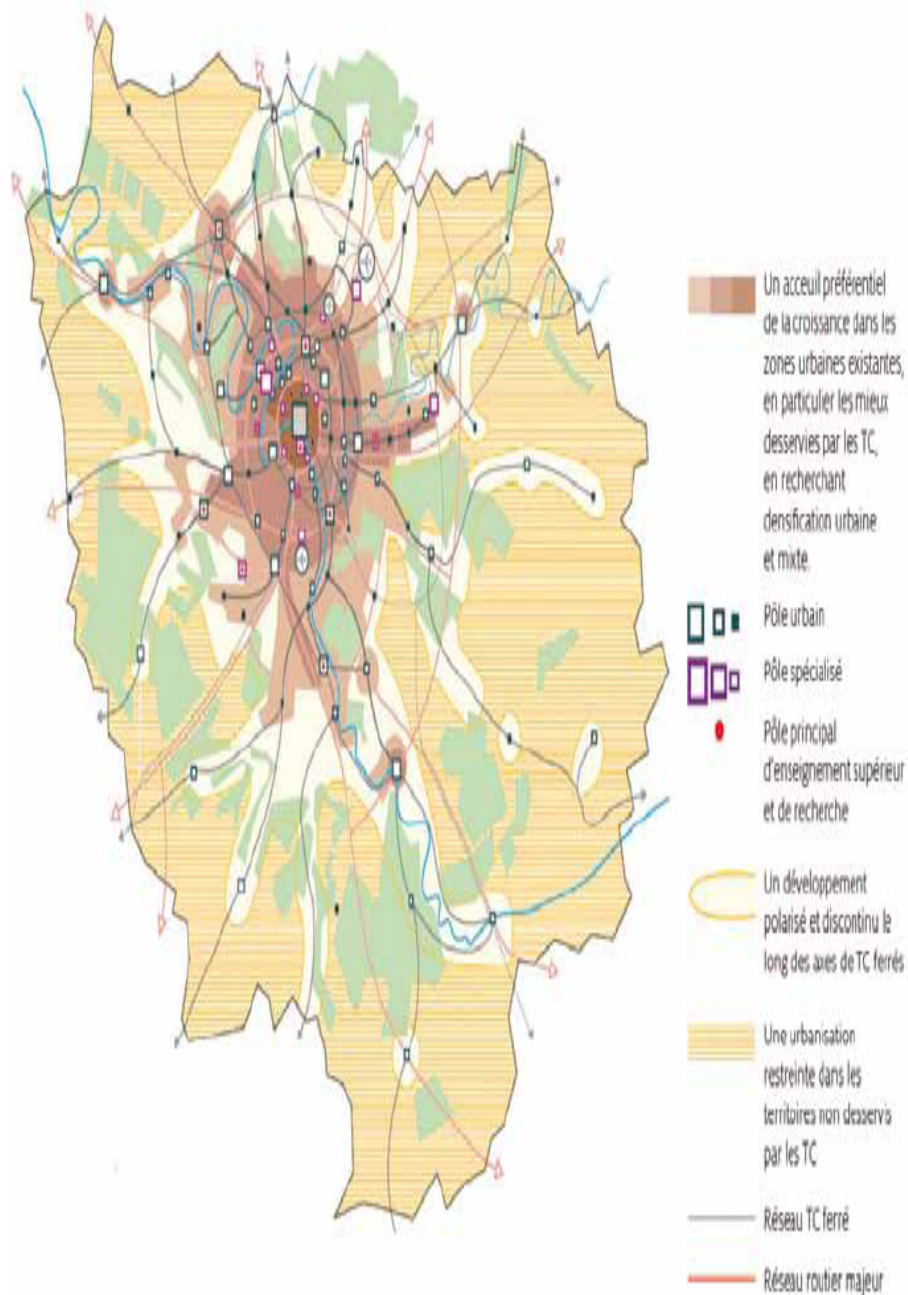 Un acceuil préférentiel
de la croissance dans les
zones urbaines existantes,
en particulier les mieux
desservies par les TC,
en recherchant
densification urbaine
et mixte.
Pôle urbain
Pôle spécialisé
Pôle principal
d'enseignement supérieur
et de recherche
Un développement
polarisé et discontinu le
long des axes de TC ferrés
Une urbanisation
restreinte dans les
territoires non desservis
par les TC
Réseau TC ferré
Réseau routier majeur